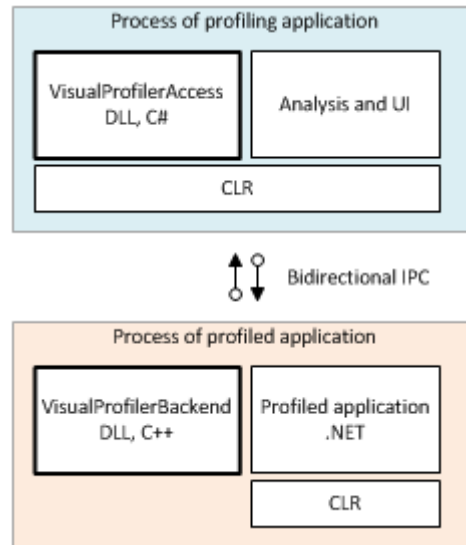 Process of profiling application
VisualProfilerAccess
DLL, C#
Analysis and UI
CLR
Bidirectional IPC
Process of profiled application
VisualProfilerBackend
DLL, C++
Profiled application
.NET
CLR